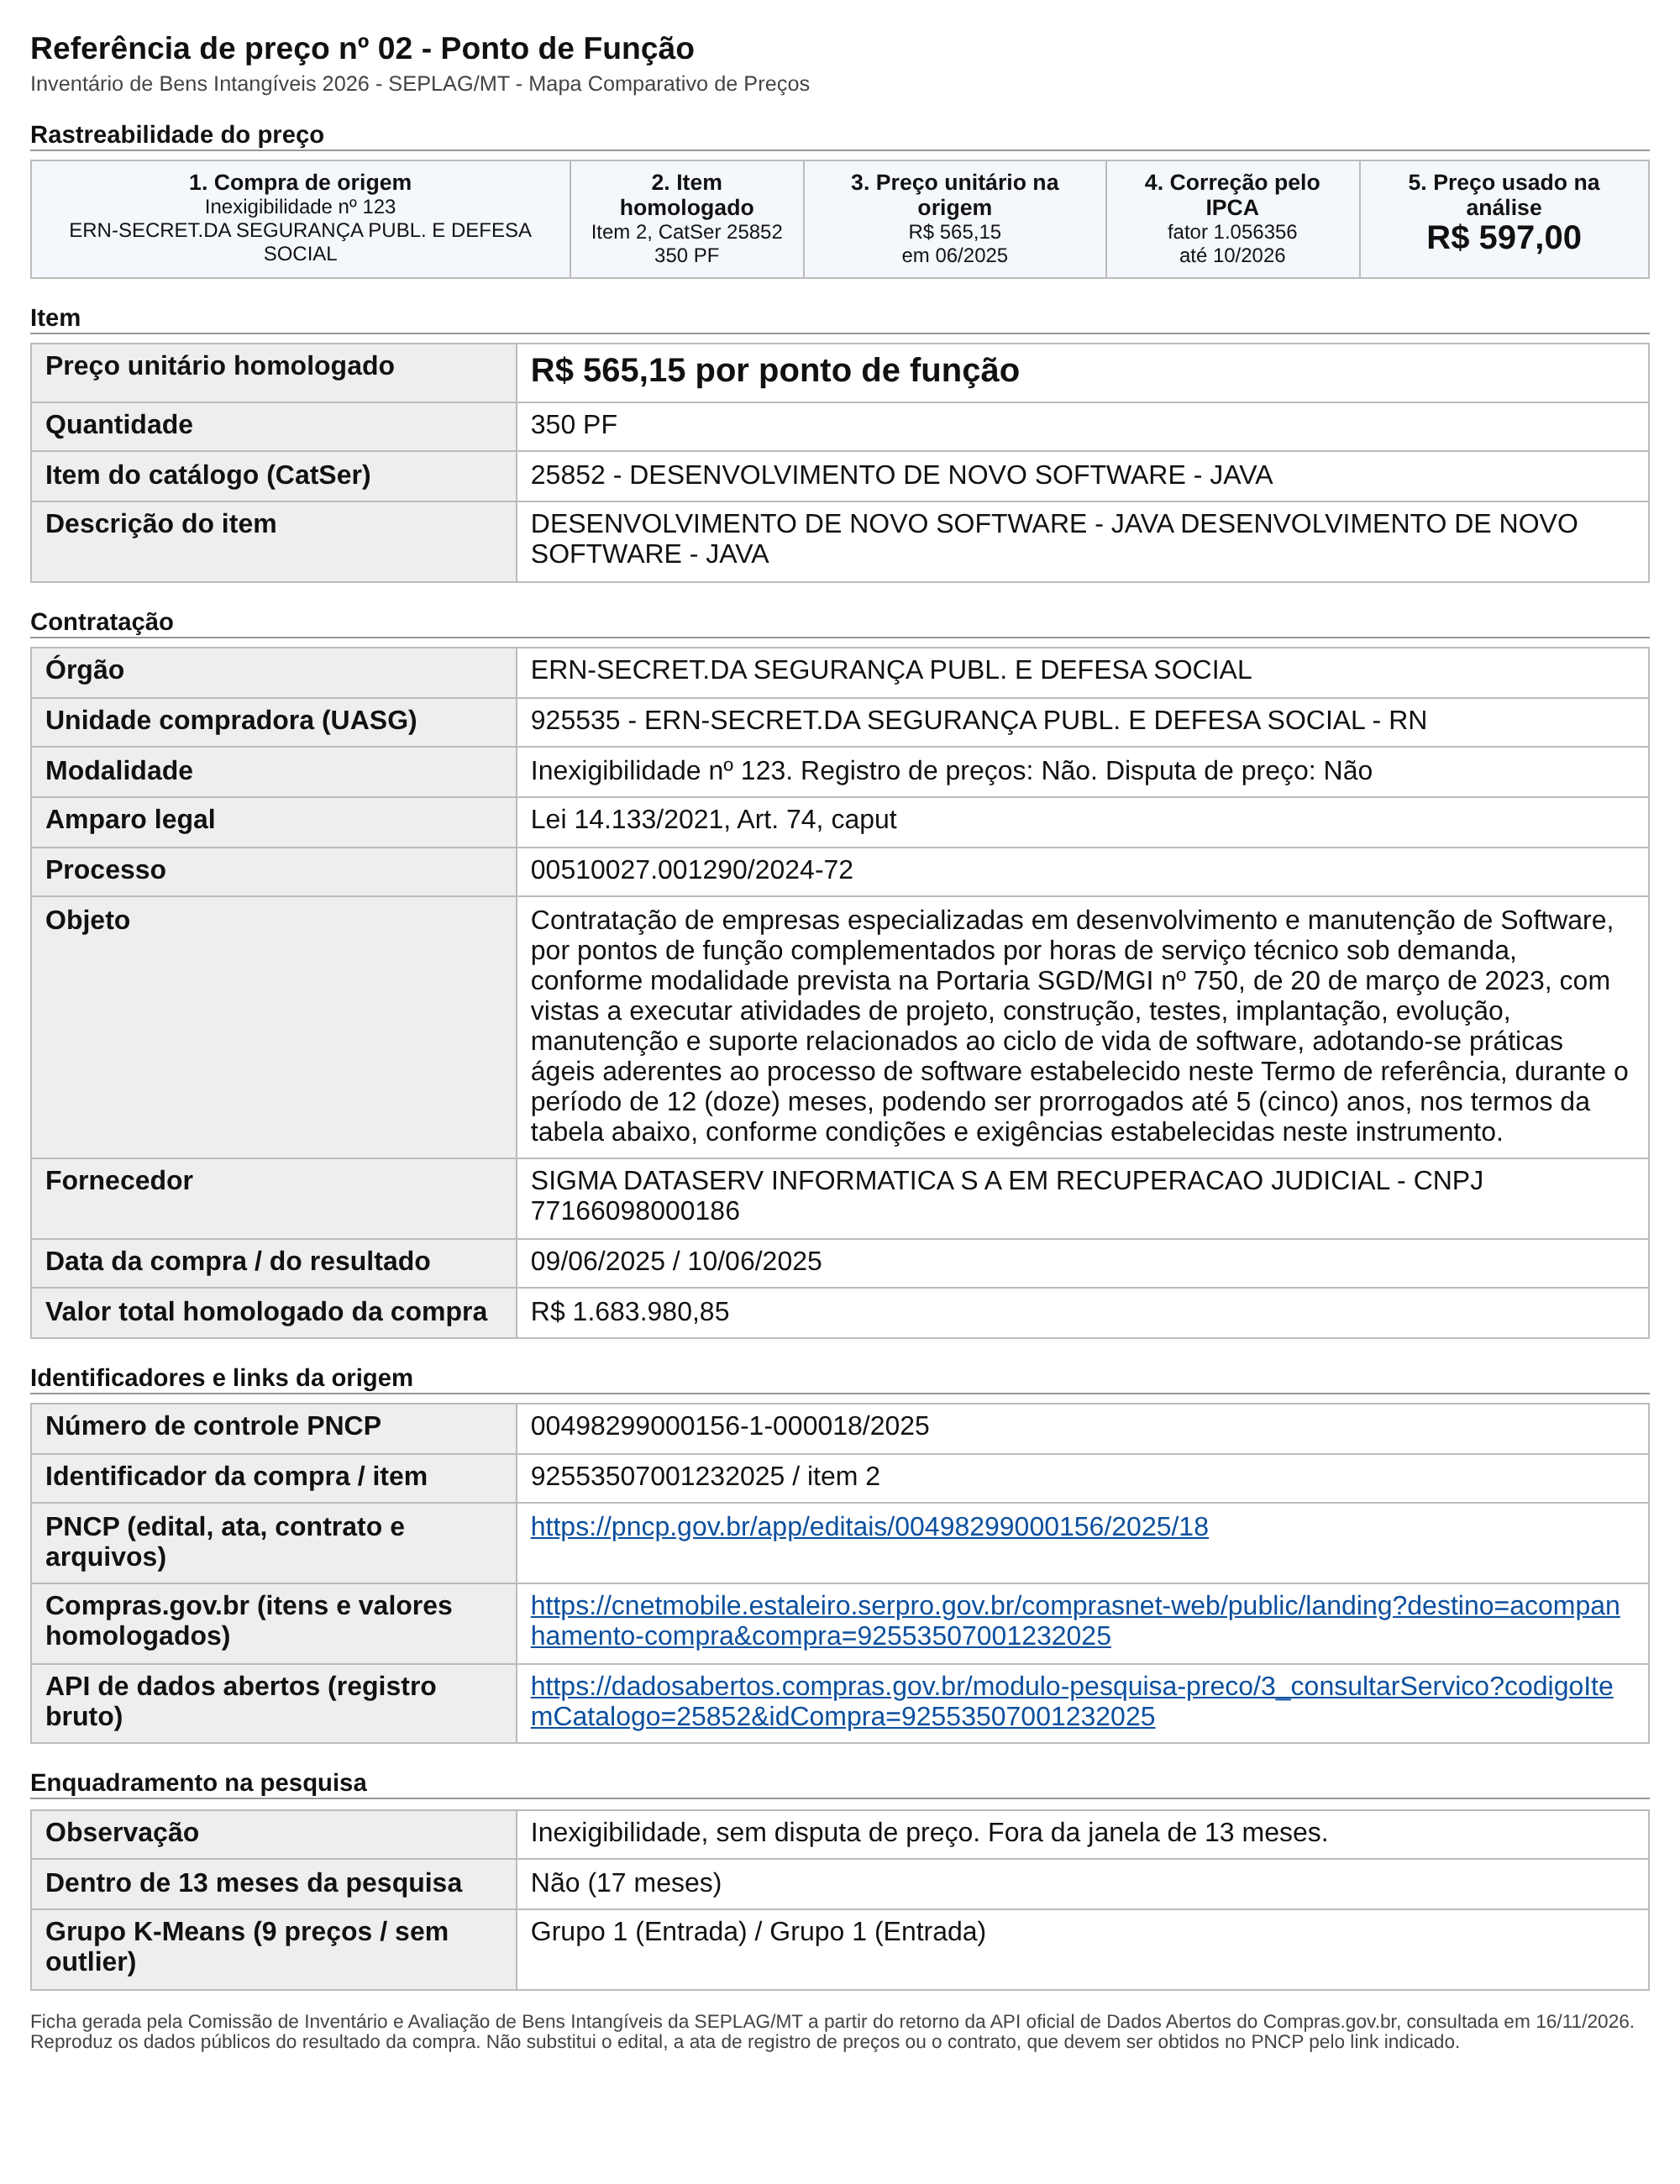 Referência de preço nº 02 - Ponto de Função
Inventário de Bens Intangíveis 2026 - SEPLAG/MT - Mapa Comparativo de Preços
Rastreabilidade do preço
1. Compra de origem
Inexigibilidade nº 123
ERN-SECRET.DA SEGURANÇA PUBL. E DEFESA
SOCIAL
2. Item
homologado
Item 2, CatSer 25852
350 PF
3. Preço unitário na
origem
R$ 565,15
em 06/2025
4. Correção pelo
IPCA
fator 1.056356
até 10/2026
5. Preço usado na
análise
R$ 597,00
Item
Preço unitário homologado
R$ 565,15 por ponto de função
Quantidade
350 PF
Item do catálogo (CatSer)
25852 - DESENVOLVIMENTO DE NOVO SOFTWARE - JAVA
Descrição do item
DESENVOLVIMENTO DE NOVO SOFTWARE - JAVA DESENVOLVIMENTO DE NOVO
SOFTWARE - JAVA
Contratação
Órgão
ERN-SECRET.DA SEGURANÇA PUBL. E DEFESA SOCIAL
Unidade compradora (UASG)
925535 - ERN-SECRET.DA SEGURANÇA PUBL. E DEFESA SOCIAL - RN
Modalidade
Inexigibilidade nº 123. Registro de preços: Não. Disputa de preço: Não
Amparo legal
Lei 14.133/2021, Art. 74, caput
Processo
00510027.001290/2024-72
Objeto
Contratação de empresas especializadas em desenvolvimento e manutenção de Software,
por pontos de função complementados por horas de serviço técnico sob demanda,
conforme modalidade prevista na Portaria SGD/MGI nº 750, de 20 de março de 2023, com
vistas a executar atividades de projeto, construção, testes, implantação, evolução,
manutenção e suporte relacionados ao ciclo de vida de software, adotando-se práticas
ágeis aderentes ao processo de software estabelecido neste Termo de referência, durante o
período de 12 (doze) meses, podendo ser prorrogados até 5 (cinco) anos, nos termos da
tabela abaixo, conforme condições e exigências estabelecidas neste instrumento.
Fornecedor
SIGMA DATASERV INFORMATICA S A EM RECUPERACAO JUDICIAL - CNPJ
77166098000186
Data da compra / do resultado
09/06/2025 / 10/06/2025
Valor total homologado da compra
R$ 1.683.980,85
Identificadores e links da origem
Número de controle PNCP
00498299000156-1-000018/2025
Identificador da compra / item
92553507001232025 / item 2
PNCP (edital, ata, contrato e
arquivos)
https://pncp.gov.br/app/editais/00498299000156/2025/18
Compras.gov.br (itens e valores
homologados)
https://cnetmobile.estaleiro.serpro.gov.br/comprasnet-web/public/landing?destino=acompan
hamento-compra&compra=92553507001232025
API de dados abertos (registro
bruto)
https://dadosabertos.compras.gov.br/modulo-pesquisa-preco/3_consultarServico?codigoIte
mCatalogo=25852&idCompra=92553507001232025
Enquadramento na pesquisa
Observação
Inexigibilidade, sem disputa de preço. Fora da janela de 13 meses.
Dentro de 13 meses da pesquisa
Não (17 meses)
Grupo K-Means (9 preços / sem
outlier)
Grupo 1 (Entrada) / Grupo 1 (Entrada)
Ficha gerada pela Comissão de Inventário e Avaliação de Bens Intangíveis da SEPLAG/MT a partir do retorno da API oficial de Dados Abertos do Compras.gov.br, consultada em 16/11/2026.
Reproduz os dados públicos do resultado da compra. Não substitui o edital, a ata de registro de preços ou o contrato, que devem ser obtidos no PNCP pelo link indicado.